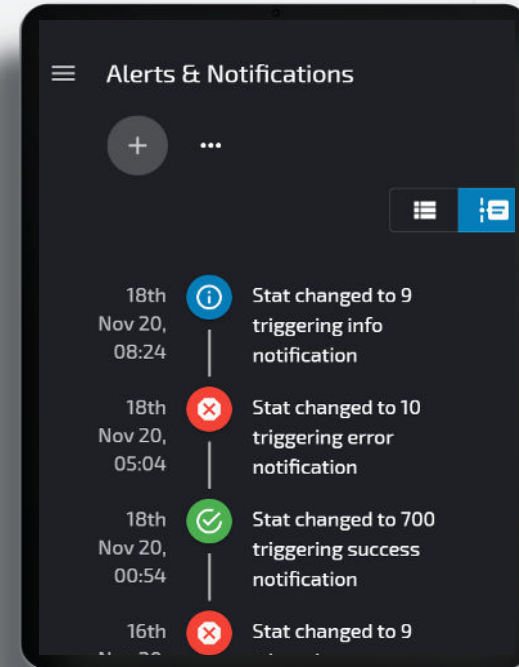 Alerts & Notifications
18th
Nov 20,
08:24
Stat changed to 9
triggering info
notification
18th
Nov 20,
05:04
Stat changed to 10
triggering error
notification
18th
Nov 20,
00:54
Stat changed to 700
triggering success
notification
16th
Stat changed to 9